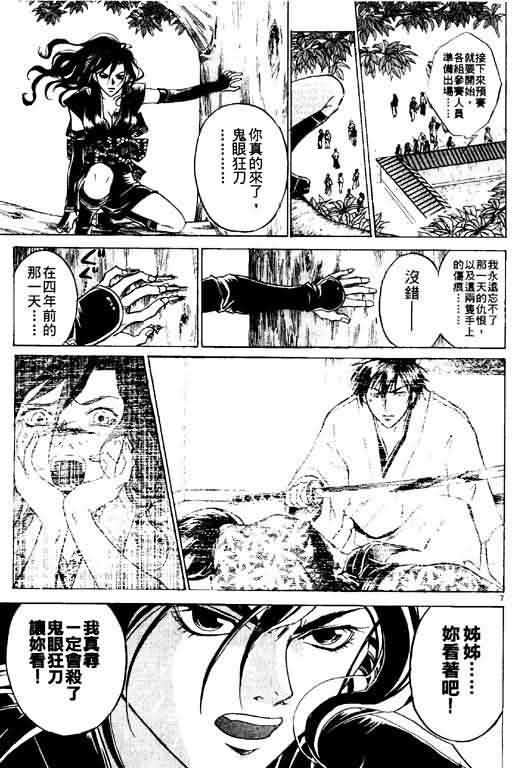 接下來預賽
就要開始，
各組參賽人員
準備出場……
你真的來了，
鬼眼狂刀
我永遠忘不了
那一天的仇恨，
以及這兩隻手上
的傷痕……
沒錯—
在四年前的
那一天……
7
姊姊……
妳看著吧！
我真尋
一定會殺了
鬼眼狂刀
讓妳看！